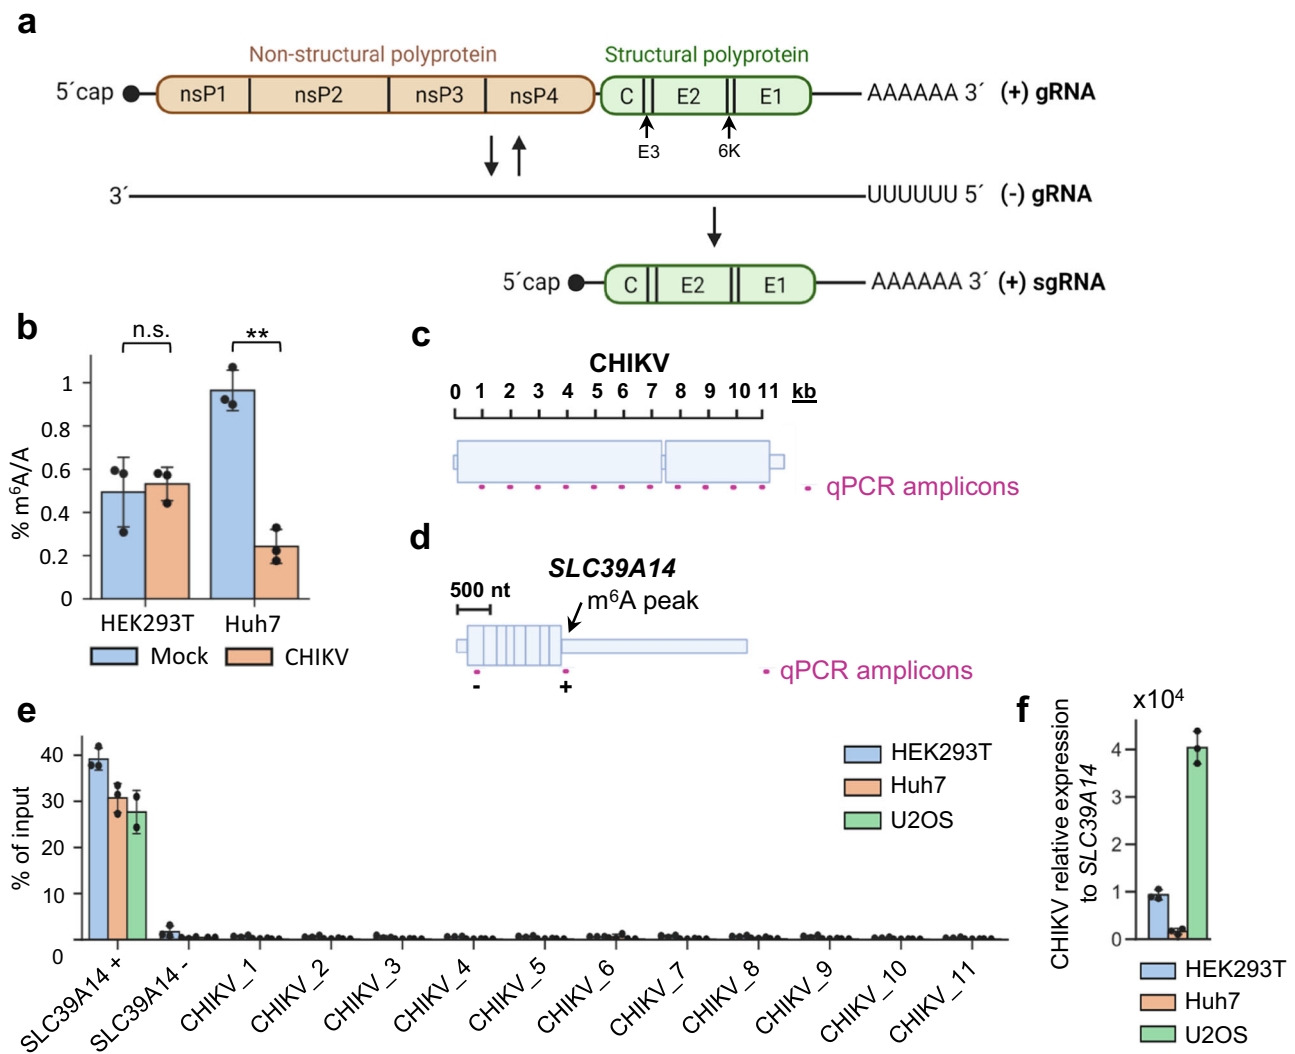 a
Non-structural polyprotein
Structural polyprotein
5´cap
nsP1
nsP2
nsP3
nsP4
C
E2
E1
AAAAAA 3´
(+) gRNA
E3
6K
3´
UUUUUU 5´
(-) gRNA
5´cap
C
E2
E1
AAAAAA 3´
(+) sgRNA
b
n.s.
**
% m⁶A/A
1
0.8
0.6
0.4
0.2
0
HEK293T
Huh7
Mock
CHIKV
c
CHIKV
0 1 2 3 4 5 6 7 8 9 10 11 kb
qPCR amplicons
d
SLC39A14
500 nt
m⁶A peak
qPCR amplicons
- +
e
% of input
40
30
20
10
0
HEK293T
Huh7
U2OS
SLC39A14 +
SLC39A14 -
CHIKV_1
CHIKV_2
CHIKV_3
CHIKV_4
CHIKV_5
CHIKV_6
CHIKV_7
CHIKV_8
CHIKV_9
CHIKV_10
CHIKV_11
f
x10⁴
CHIKV relative expression
to SLC39A14
4
3
2
1
0
HEK293T
Huh7
U2OS